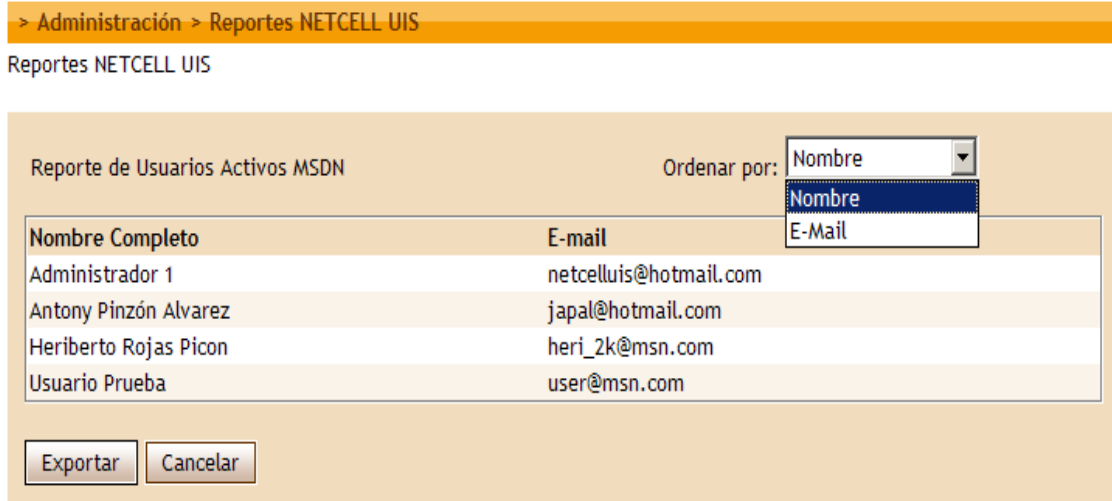 > Administración > Reportes NETCELL UIS
Reportes NETCELL UIS
Reporte de Usuarios Activos MSDN Ordenar por: Nombre
Nombre
E-Mail
Nombre Completo E-mail
Administrador 1 netcelluis@hotmail.com
Antony Pinzón Alvarez japal@hotmail.com
Heriberto Rojas Picon heri_2k@msn.com
Usuario Prueba user@msn.com
Exportar Cancelar